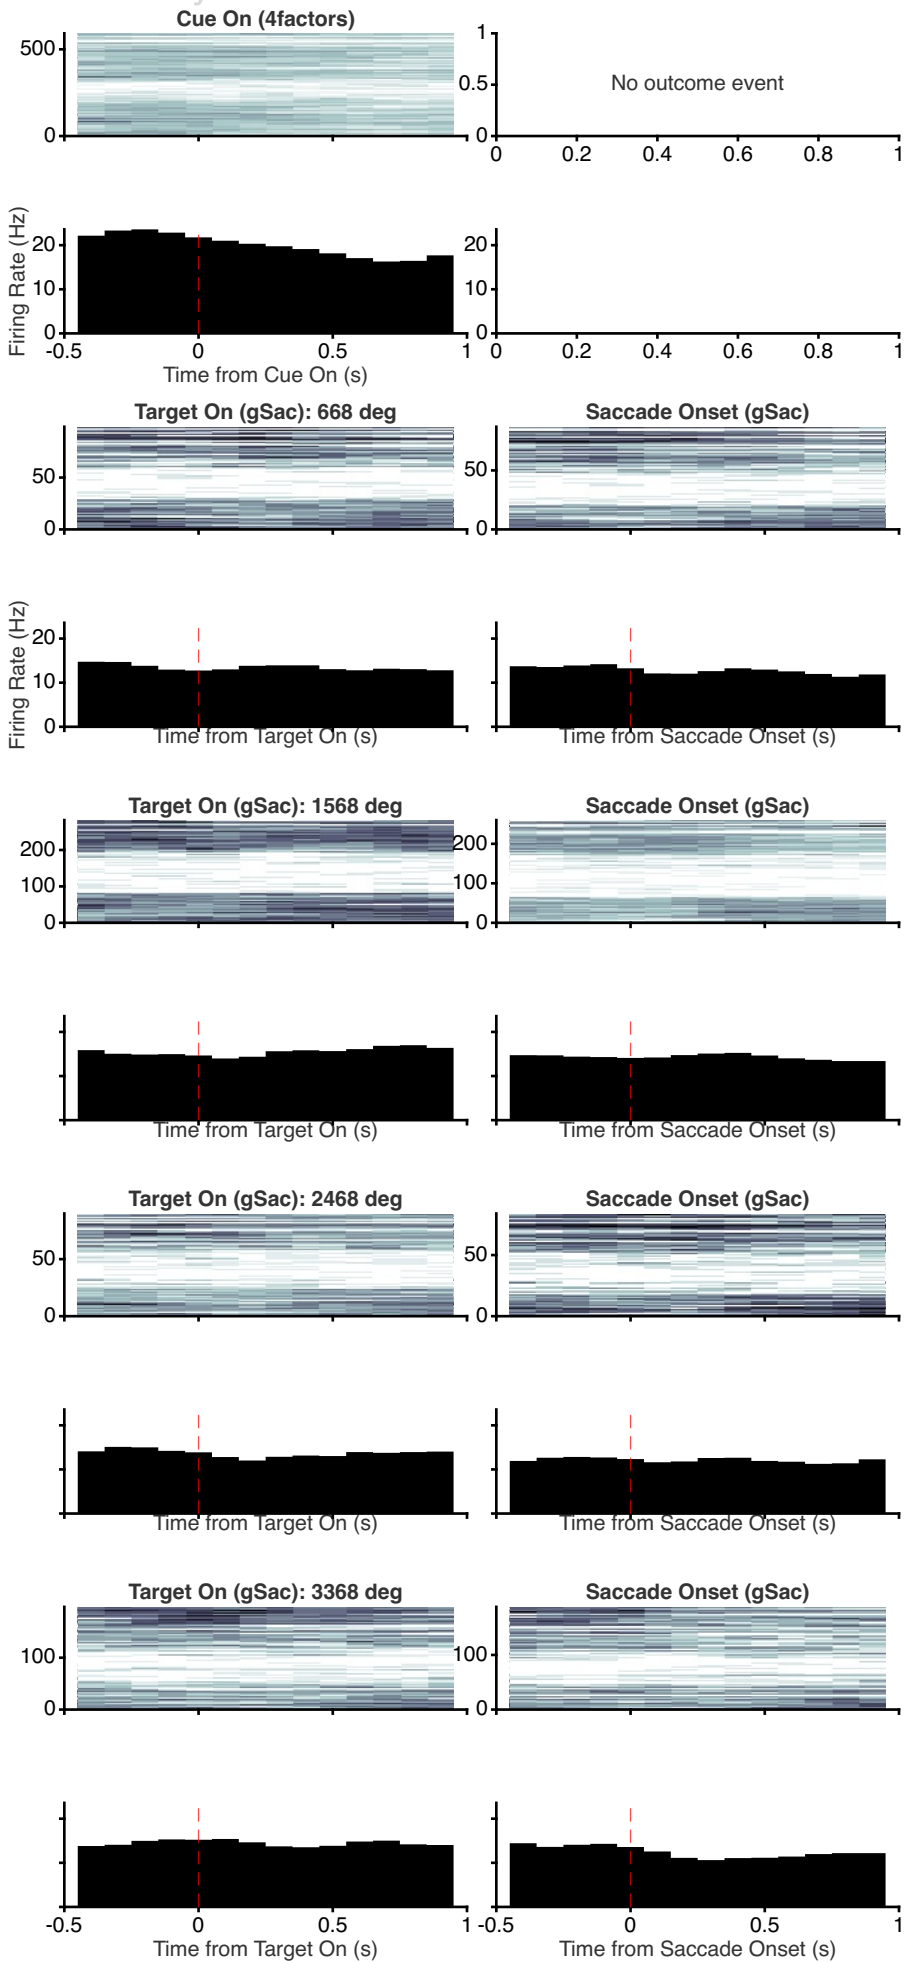 Cue On (4factors)
500
0
1
0.5
0
No outcome event
0 0.2 0.4 0.6 0.8 1
Firing Rate (Hz)
20
10
0
-0.5 0 0.5 1
Time from Cue On (s)
20
10
0
0 0.2 0.4 0.6 0.8 1
Target On (gSac): 668 deg
50
0
Saccade Onset (gSac)
50
0
Firing Rate (Hz)
20
10
0
Time from Target On (s)
Time from Saccade Onset (s)
Target On (gSac): 1568 deg
200
100
0
Saccade Onset (gSac)
200
100
0
Time from Target On (s)
Time from Saccade Onset (s)
Target On (gSac): 2468 deg
50
0
Saccade Onset (gSac)
50
0
Time from Target On (s)
Time from Saccade Onset (s)
Target On (gSac): 3368 deg
100
0
Saccade Onset (gSac)
100
0
-0.5 0 0.5 1
Time from Target On (s)
-0.5 0 0.5 1
Time from Saccade Onset (s)